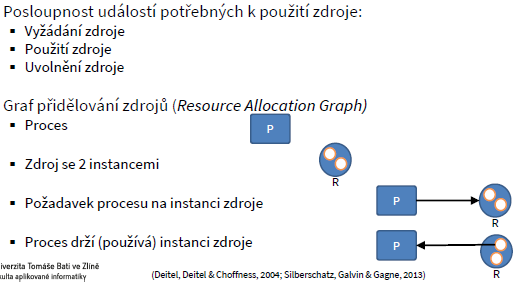 Posloupnost událostí potřebných k použití zdroje:
▪ Vyžádání zdroje
▪ Použití zdroje
▪ Uvolnění zdroje
Graf přidělování zdrojů (Resource Allocation Graph)
▪ Proces
P
▪ Zdroj se 2 instancemi
R
▪ Požadavek procesu na instanci zdroje
P
R
▪ Proces drží (používá) instanci zdroje
P
R
iverzita Tomáše Bati ve Zlíně
kulta aplikované informatiky
(Deitel, Deitel & Choffness, 2004; Silberschatz, Galvin & Gagne, 2013)